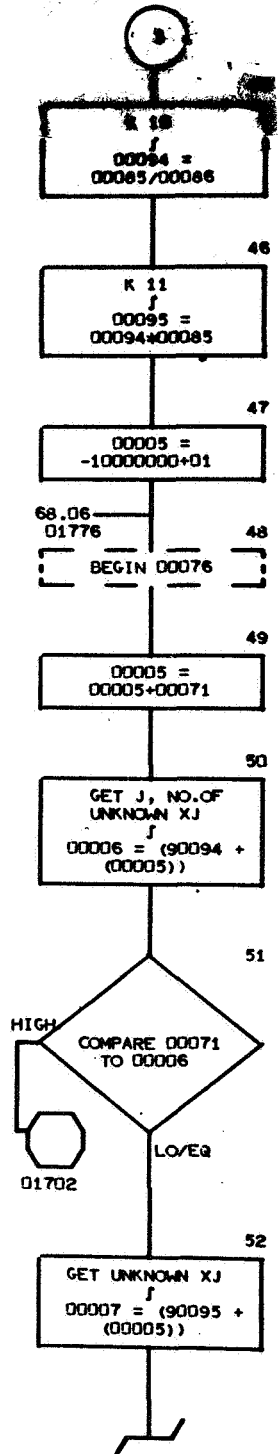 K 10
∫
00094 =
00085/00086
46
K 11
∫
00095 =
00094*00085
47
00005 =
-10000000+01
68.06
01776
48
BEGIN 00076
49
00005 =
00005+00071
50
GET J, NO.OF
UNKNOWN XJ
∫
00006 = (90094 +
(00005))
51
HIGH
COMPARE 00071
TO 00006
01702
LO/EQ
52
GET UNKNOWN XJ
∫
00007 = (90095 +
(00005))